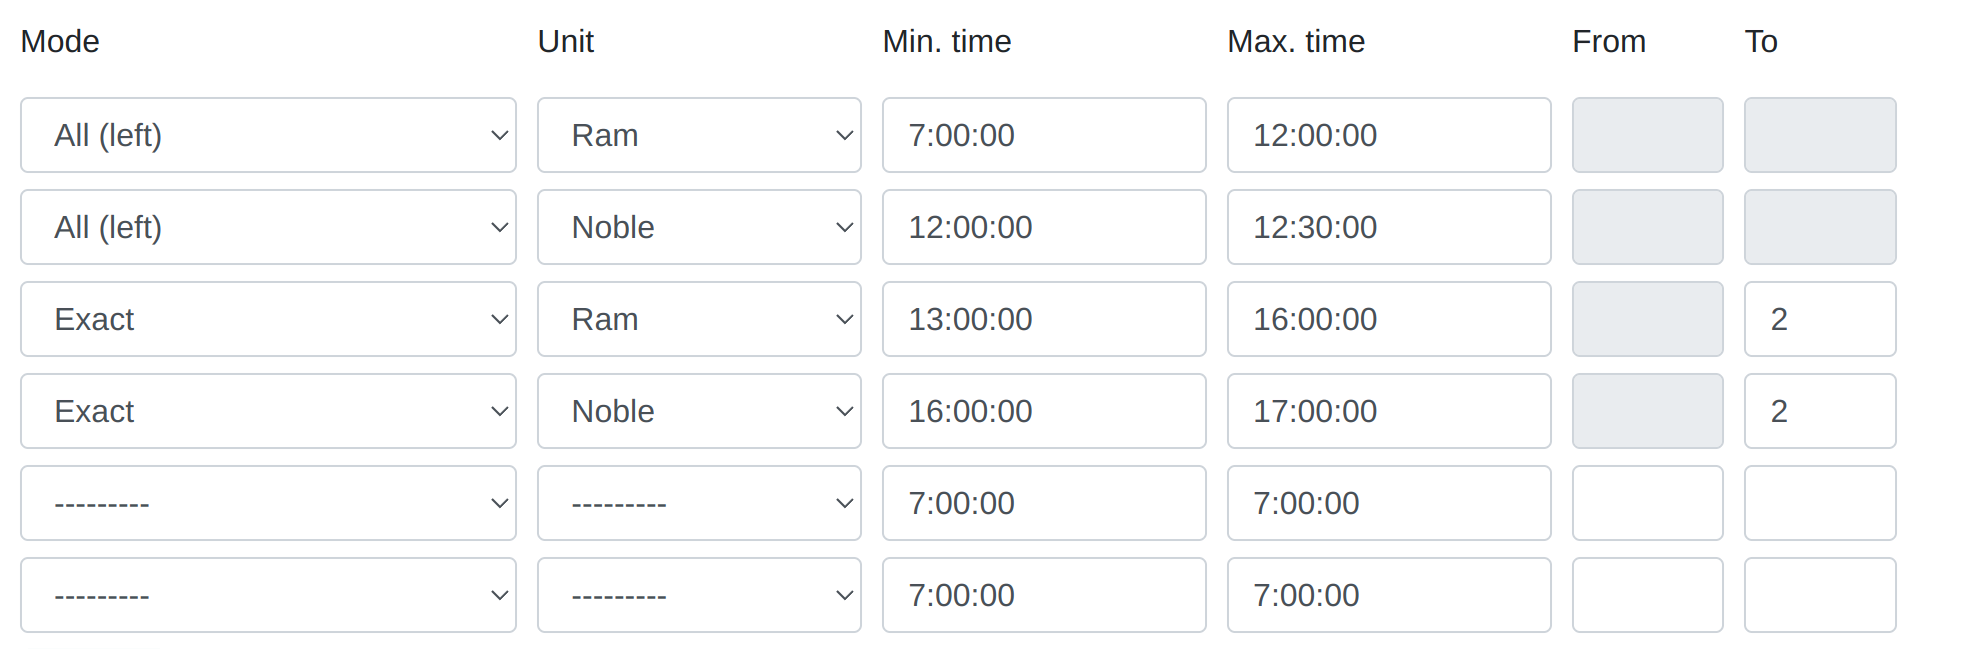 Mode Unit Min. time Max. time From To
All (left) Ram 7:00:00 12:00:00
All (left) Noble 12:00:00 12:30:00
Exact Ram 13:00:00 16:00:00 2
Exact Noble 16:00:00 17:00:00 2
--------- --------- 7:00:00 7:00:00
--------- --------- 7:00:00 7:00:00